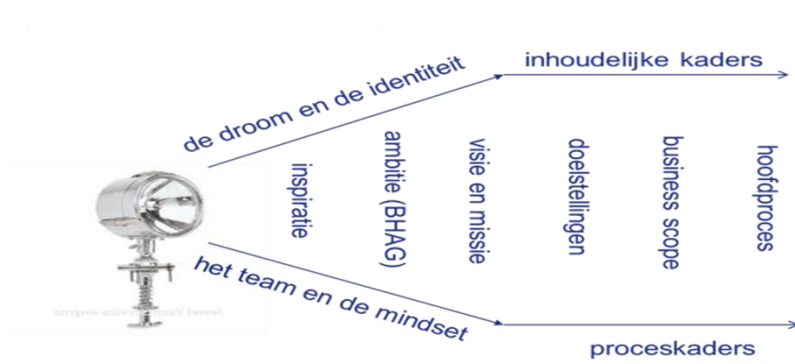 de droom en de identiteit
inhoudelijke kaders
inspiratie
ambitie (BHAG)
visie en missie
doelstellingen
business scope
hoofdproces
het team en de mindset
proceskaders